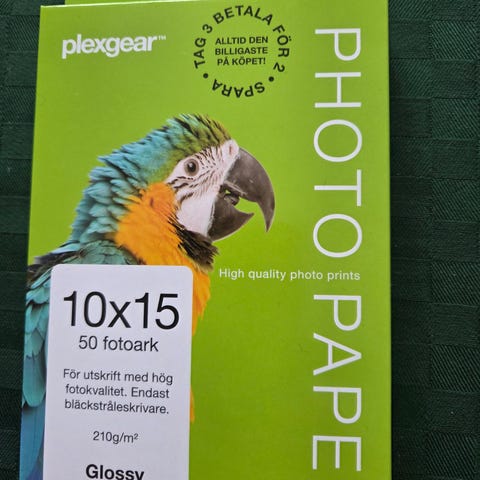 plexgear™
TAG 3 BETALA FÖR 2 • SPARA •
ALLTID DEN
BILLIGASTE
PÅ KÖPET!
PHOTO PAPE
High quality photo prints
10x15
50 fotoark
För utskrift med hög
fotokvalitet. Endast
bläckstråleskrivare.
210g/m²
Glossy